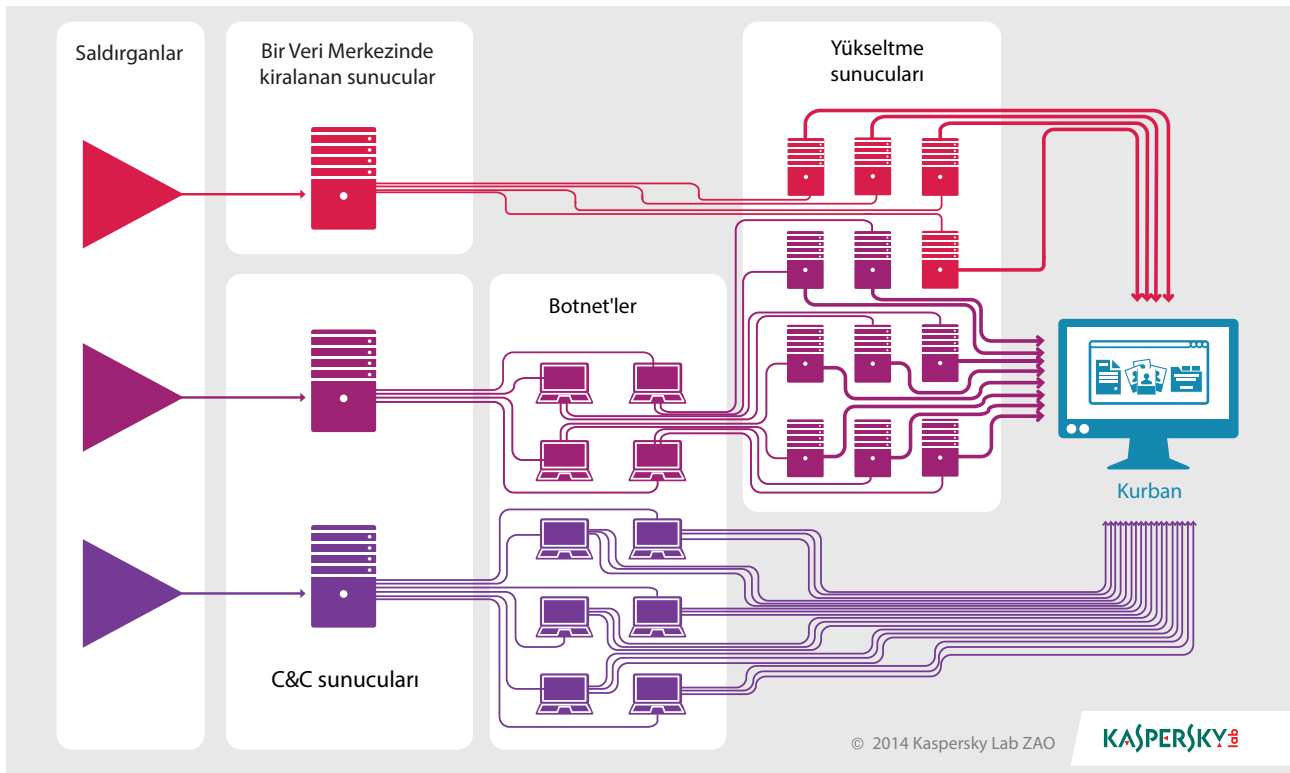 Saldırganlar
Bir Veri Merkezinde
kiralanan sunucular
Yükseltme
sunucuları
Botnet'ler
Kurban
C&C sunucuları
© 2014 Kaspersky Lab ZAO
KASPERSKY lab